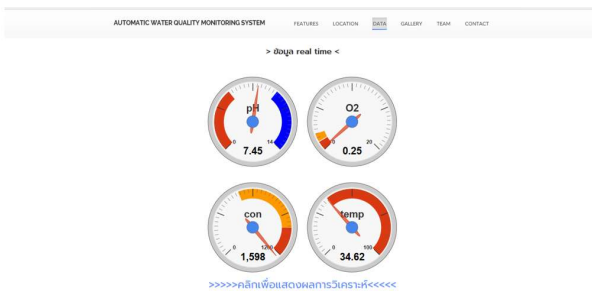 AUTOMATIC WATER QUALITY MONITORING SYSTEM FEATURES LOCATION DATA GALLERY TEAM CONTACT
> ข้อมูล real time <
pH
0 14
7.45
O2
0 20
0.25
con
0 1200
1,598
temp
0 100
34.62
>>>>>คลิกเพื่อแสดงผลการวิเคราะห์<<<<<